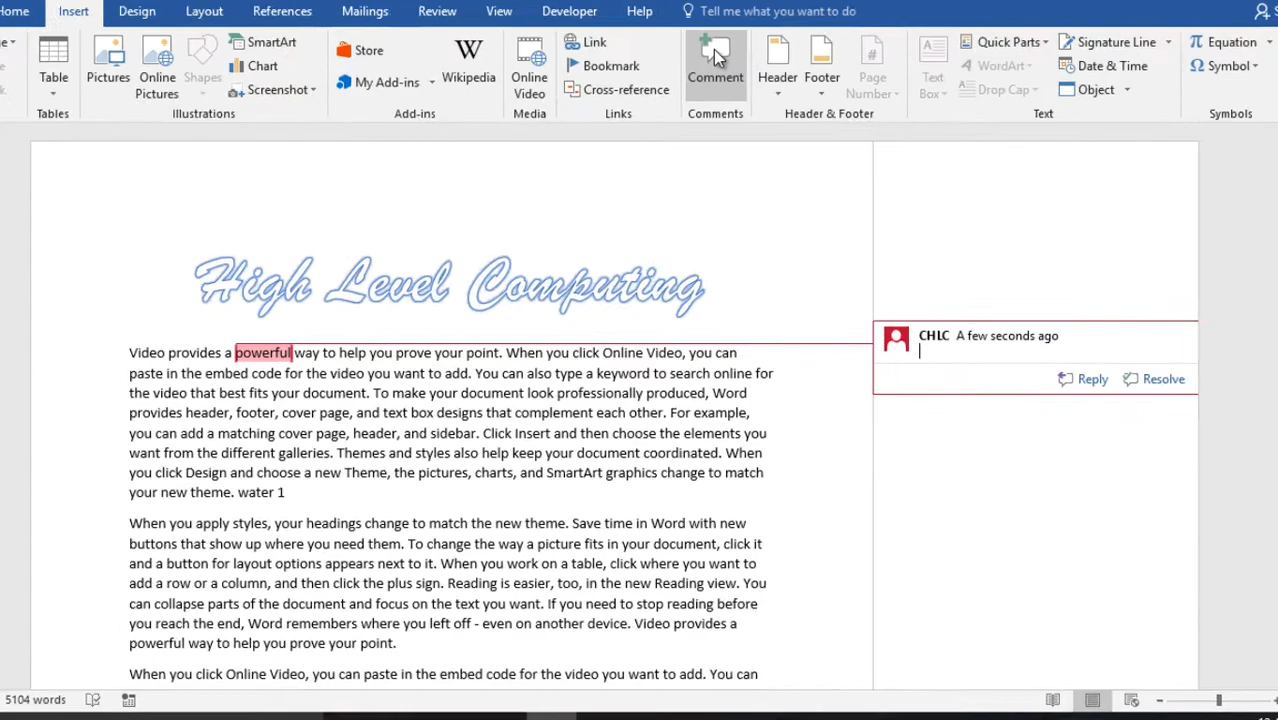 Home Insert Design Layout References Mailings Review View Developer Help Tell me what you want to do
Table
Pictures
Online Pictures
Shapes
SmartArt
Chart
Screenshot
Store
My Add-ins
Wikipedia
Online Video
Link
Bookmark
Cross-reference
Comment
Header
Footer
Page Number
Text Box
Quick Parts
WordArt
Drop Cap
Signature Line
Date & Time
Object
π Equation
Ω Symbol
Tables Illustrations Add-ins Media Links Comments Header & Footer Text Symbols
High Level Computing
Video provides a powerful way to help you prove your point. When you click Online Video, you can
paste in the embed code for the video you want to add. You can also type a keyword to search online for
the video that best fits your document. To make your document look professionally produced, Word
provides header, footer, cover page, and text box designs that complement each other. For example,
you can add a matching cover page, header, and sidebar. Click Insert and then choose the elements you
want from the different galleries. Themes and styles also help keep your document coordinated. When
you click Design and choose a new Theme, the pictures, charts, and SmartArt graphics change to match
your new theme. water 1
When you apply styles, your headings change to match the new theme. Save time in Word with new
buttons that show up where you need them. To change the way a picture fits in your document, click it
and a button for layout options appears next to it. When you work on a table, click where you want to
add a row or a column, and then click the plus sign. Reading is easier, too, in the new Reading view. You
can collapse parts of the document and focus on the text you want. If you need to stop reading before
you reach the end, Word remembers where you left off - even on another device. Video provides a
powerful way to help you prove your point.
When you click Online Video, you can paste in the embed code for the video you want to add. You can
CHLC A few seconds ago
Reply Resolve
5104 words